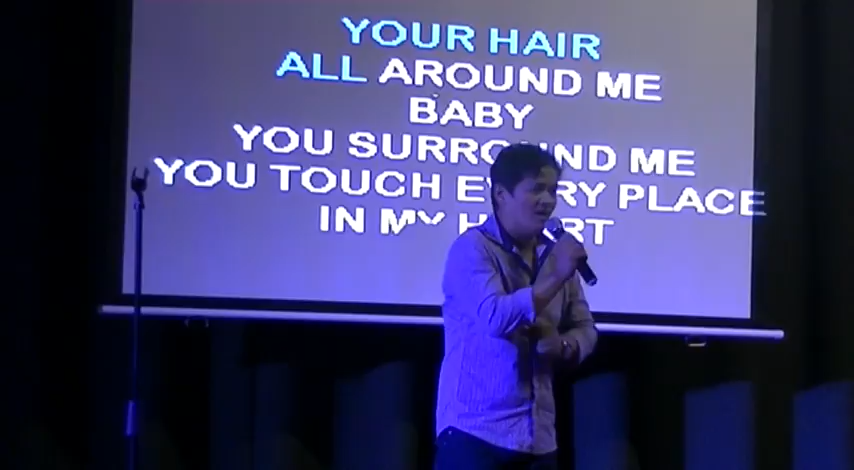 YOUR HAIR
ALL AROUND ME
BABY
YOU SURROUND ME
YOU TOUCH EVERY PLACE
IN MY HEART